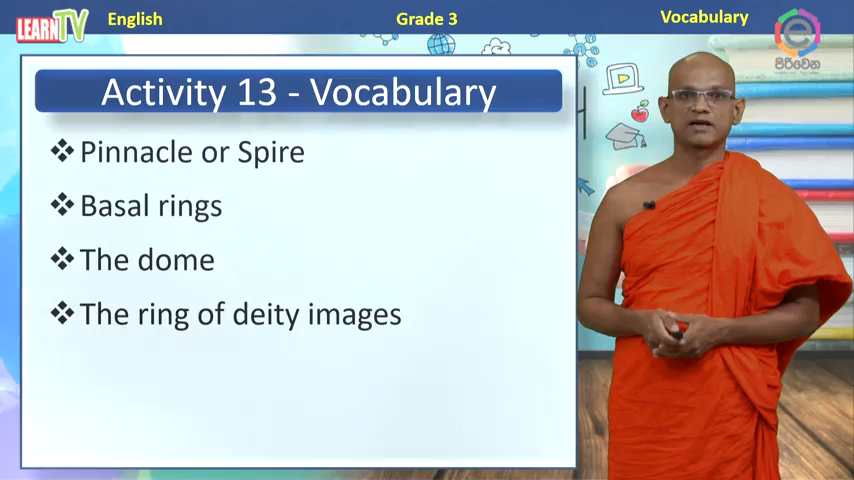 LEARN TV
English
Grade 3
Vocabulary
පිරිවෙන
Activity 13 - Vocabulary
❖ Pinnacle or Spire
❖ Basal rings
❖ The dome
❖ The ring of deity images